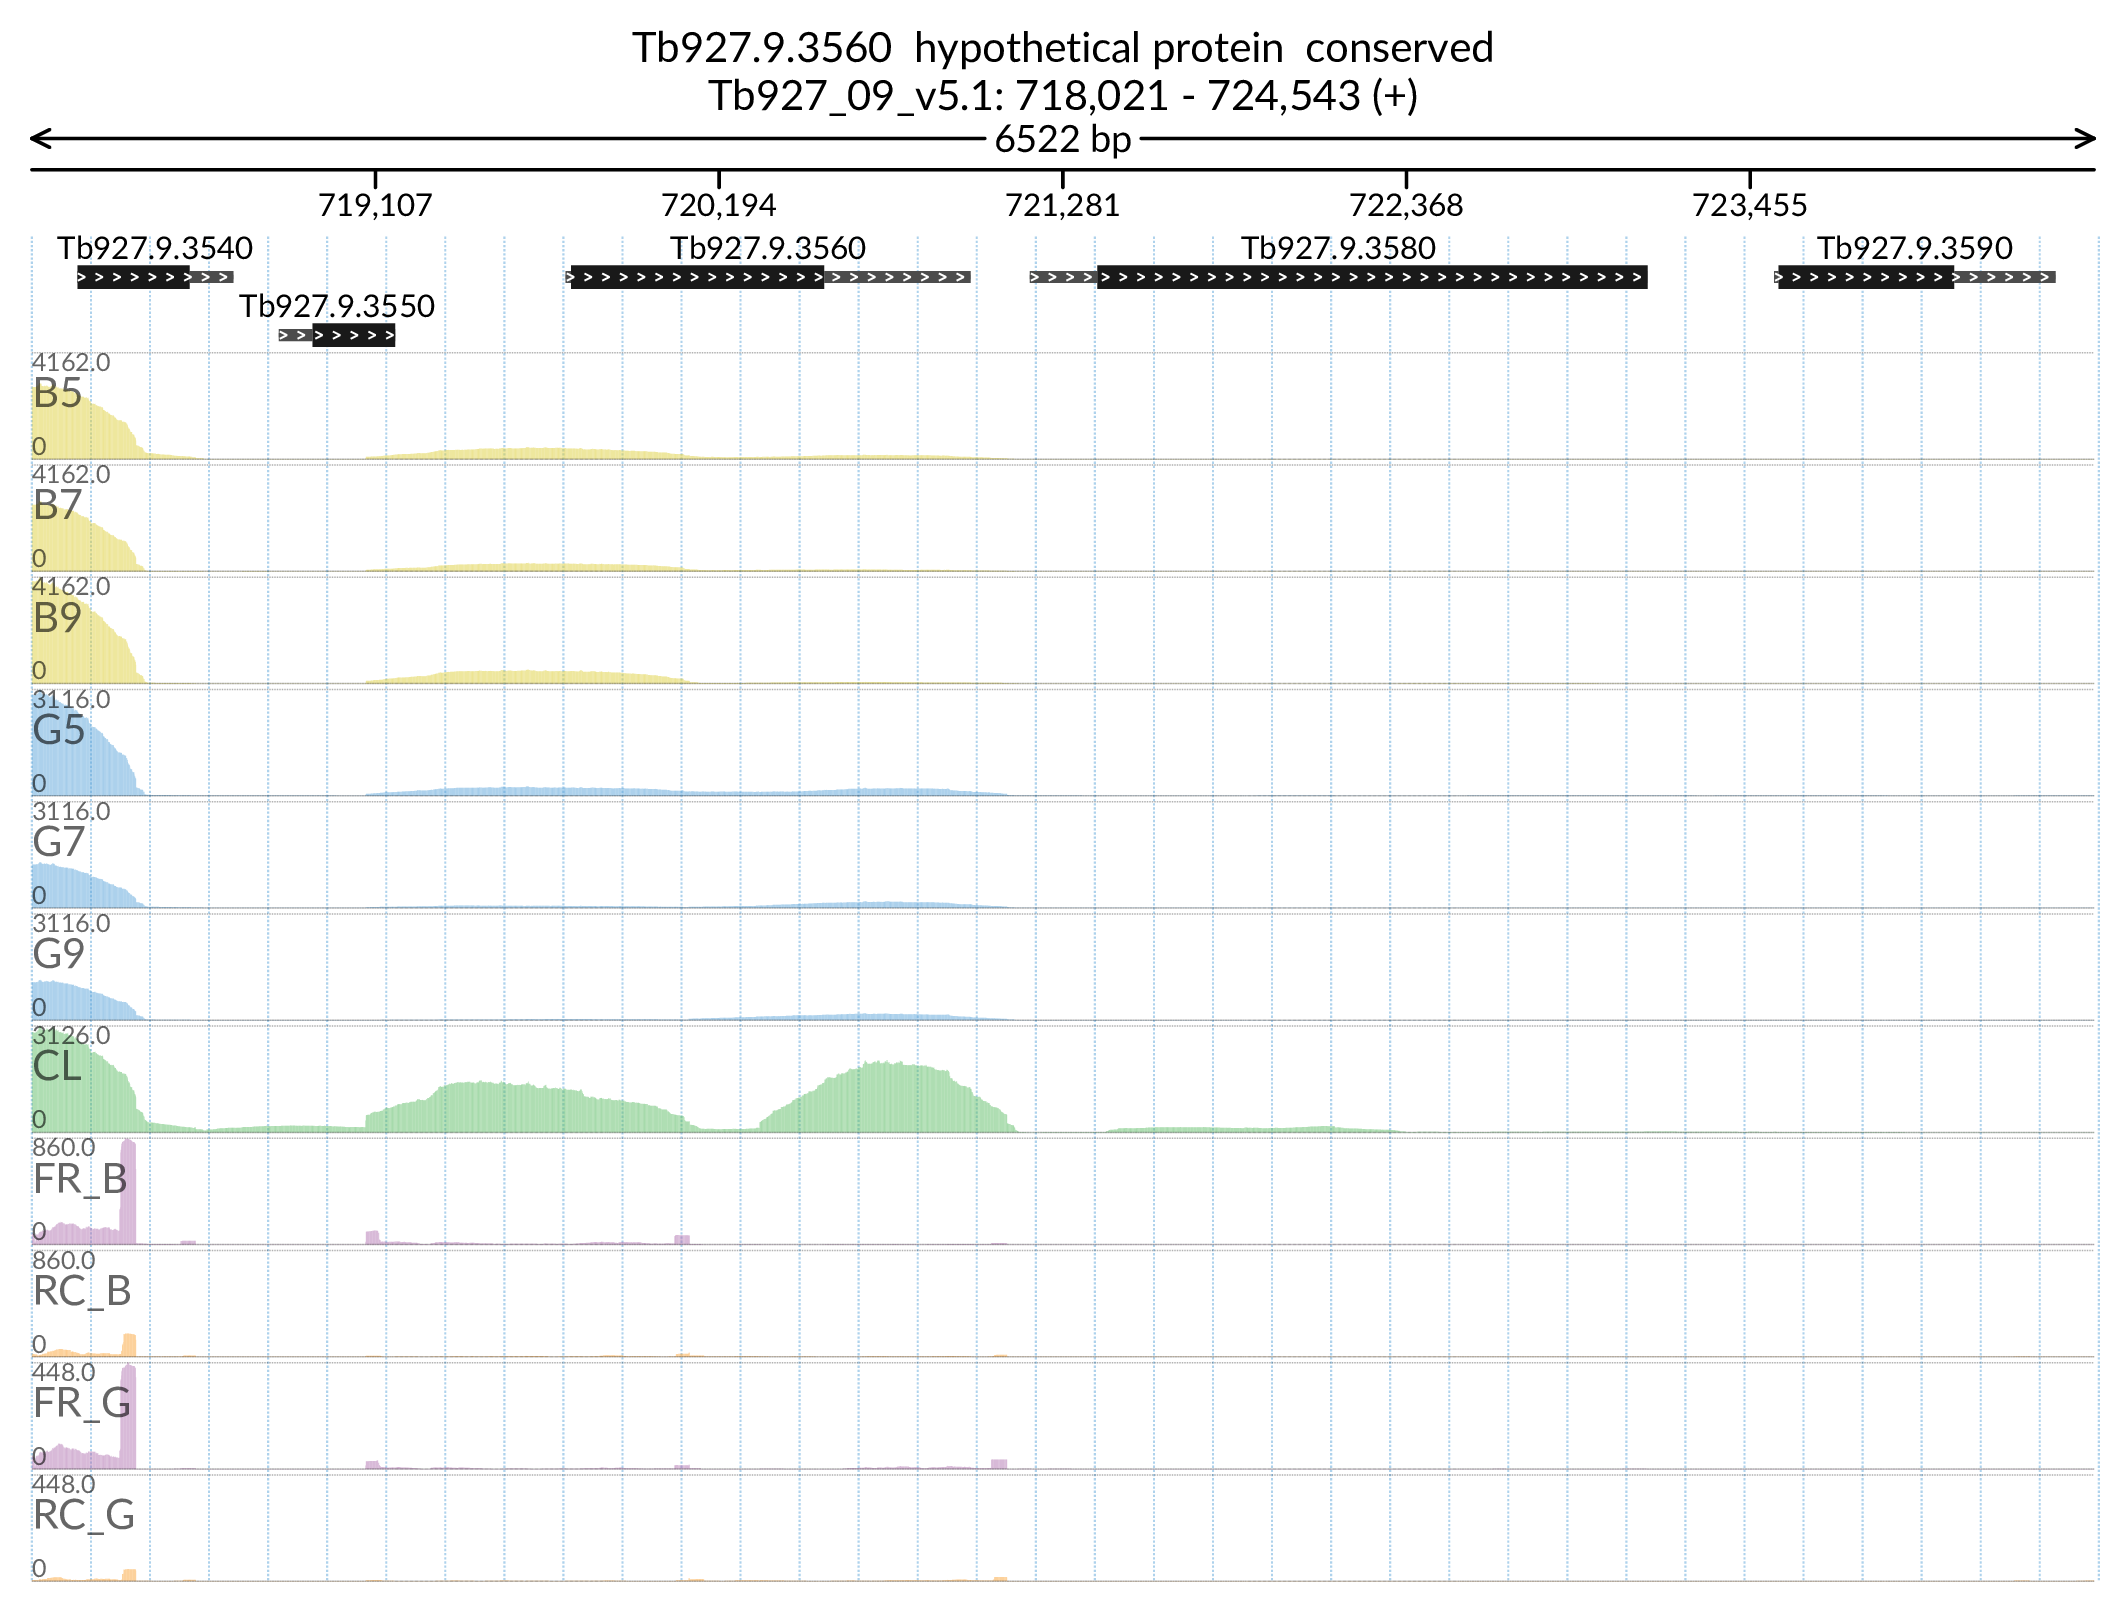 Tb927.9.3560  hypothetical protein  conserved
Tb927_09_v5.1: 718,021 - 724,543 (+)
6522 bp
719,107 720,194 721,281 722,368 723,455
Tb927.9.3540 Tb927.9.3560 Tb927.9.3580 Tb927.9.3590
Tb927.9.3550
4162.0
B5
0
4162.0
B7
0
4162.0
B9
0
3116.0
G5
0
3116.0
G7
0
3116.0
G9
0
3126.0
CL
0
860.0
FR_B
0
860.0
RC_B
0
448.0
FR_G
0
448.0
RC_G
0